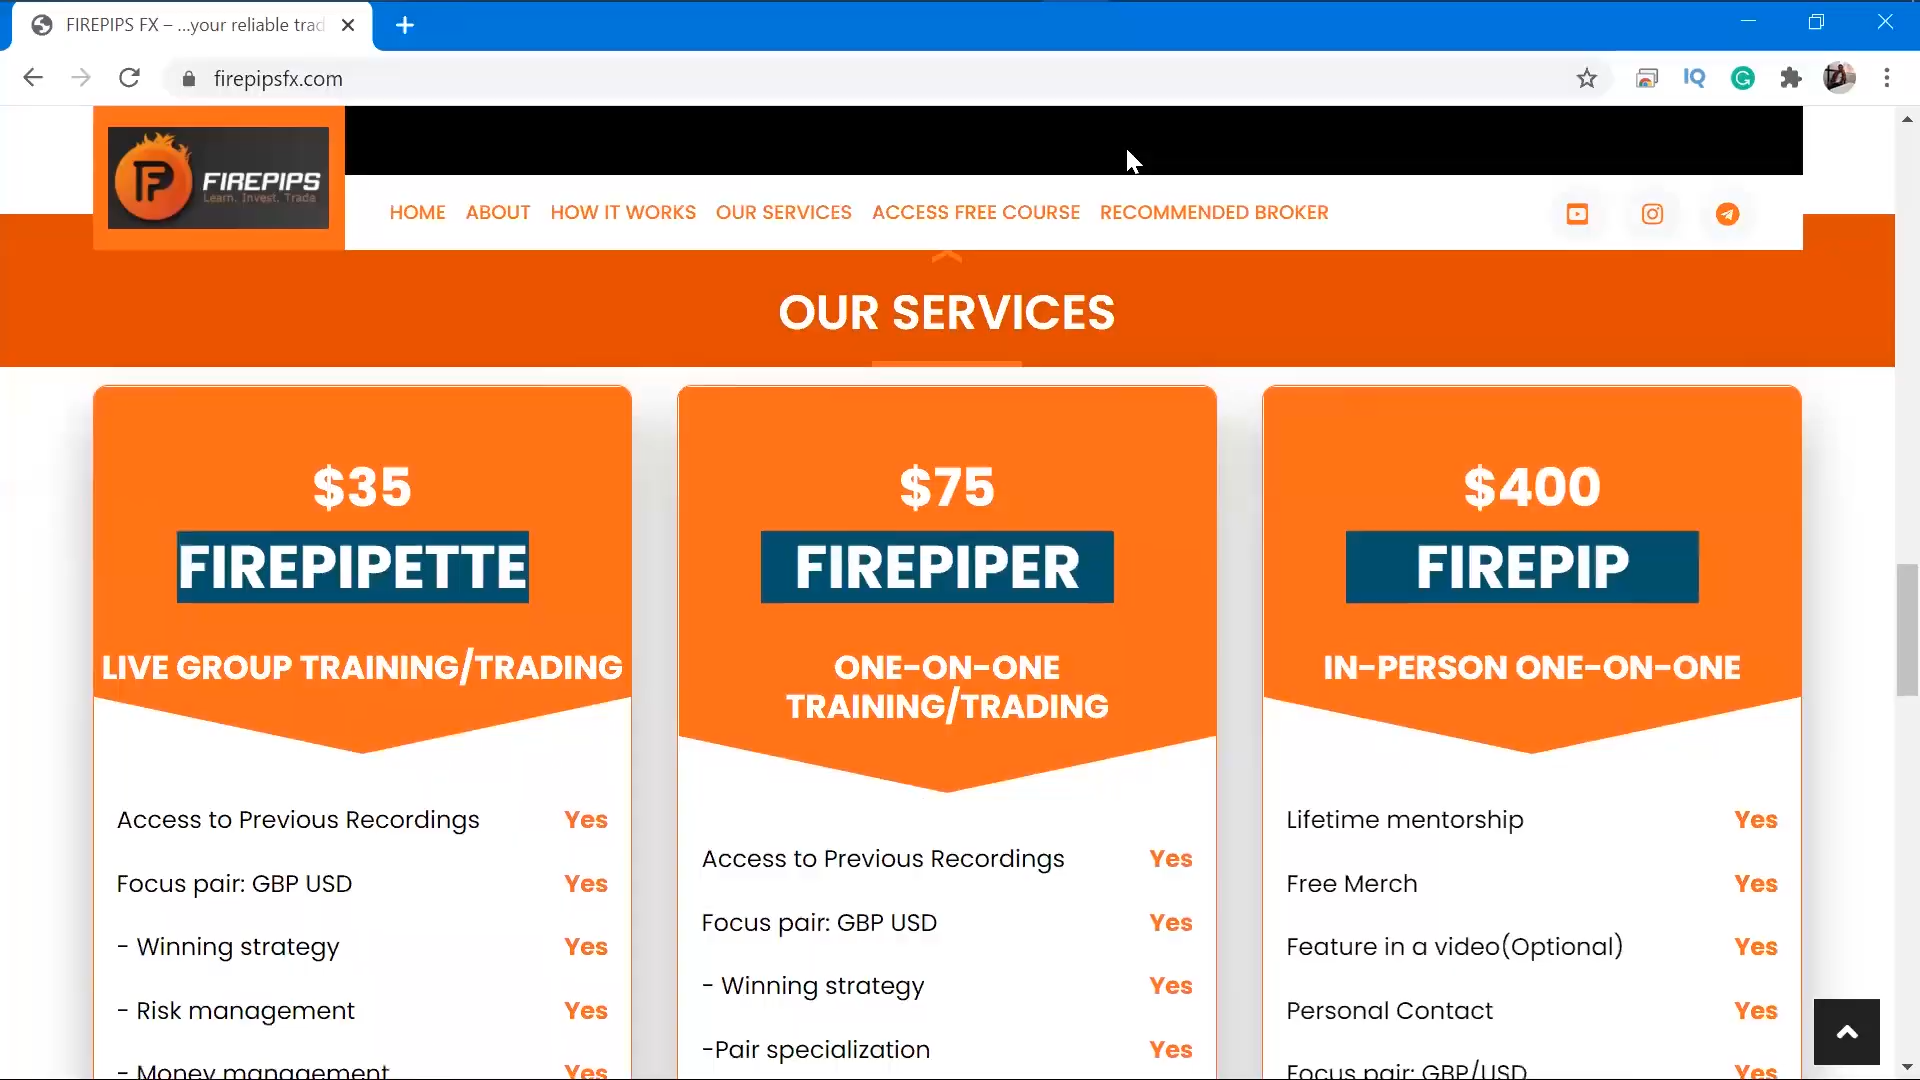 FIREPIPS FX – ...your reliable trad
firepipsfx.com
IQ
FIREPIPS
Learn. Invest. Trade
HOME ABOUT HOW IT WORKS OUR SERVICES ACCESS FREE COURSE RECOMMENDED BROKER
OUR SERVICES
$35
FIREPIPETTE
LIVE GROUP TRAINING/TRADING
Access to Previous Recordings Yes
Focus pair: GBP USD Yes
- Winning strategy Yes
- Risk management Yes
- Money management Yes
$75
FIREPIPER
ONE-ON-ONE
TRAINING/TRADING
Access to Previous Recordings Yes
Focus pair: GBP USD Yes
- Winning strategy Yes
-Pair specialization Yes
$400
FIREPIP
IN-PERSON ONE-ON-ONE
Lifetime mentorship Yes
Free Merch Yes
Feature in a video(Optional) Yes
Personal Contact Yes
Focus pair: GBP/USD Yes